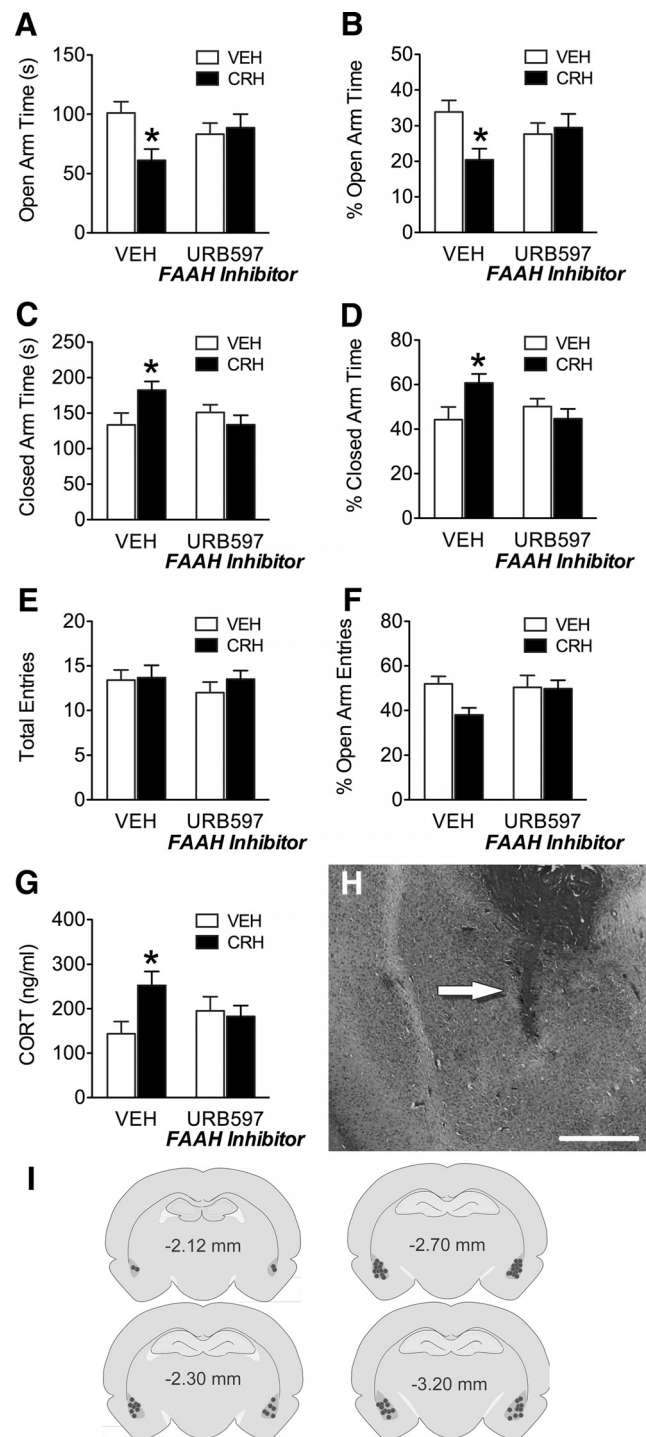 A
Open Arm Time (s)
150
100
50
0
VEH
CRH
*
VEH
URB597
FAAH Inhibitor
B
% Open Arm Time
50
40
30
20
10
0
VEH
CRH
*
VEH
URB597
FAAH Inhibitor
C
Closed Arm Time (s)
250
200
150
100
50
0
VEH
CRH
*
VEH
URB597
FAAH Inhibitor
D
% Closed Arm Time
80
60
40
20
0
VEH
CRH
*
VEH
URB597
FAAH Inhibitor
E
Total Entries
20
15
10
5
0
VEH
CRH
VEH
URB597
FAAH Inhibitor
F
% Open Arm Entries
80
60
40
20
0
VEH
CRH
VEH
URB597
FAAH Inhibitor
G
CORT (ng/ml)
400
300
200
100
0
VEH
CRH
*
VEH
URB597
FAAH Inhibitor
H
I
-2.12 mm
-2.70 mm
-2.30 mm
-3.20 mm